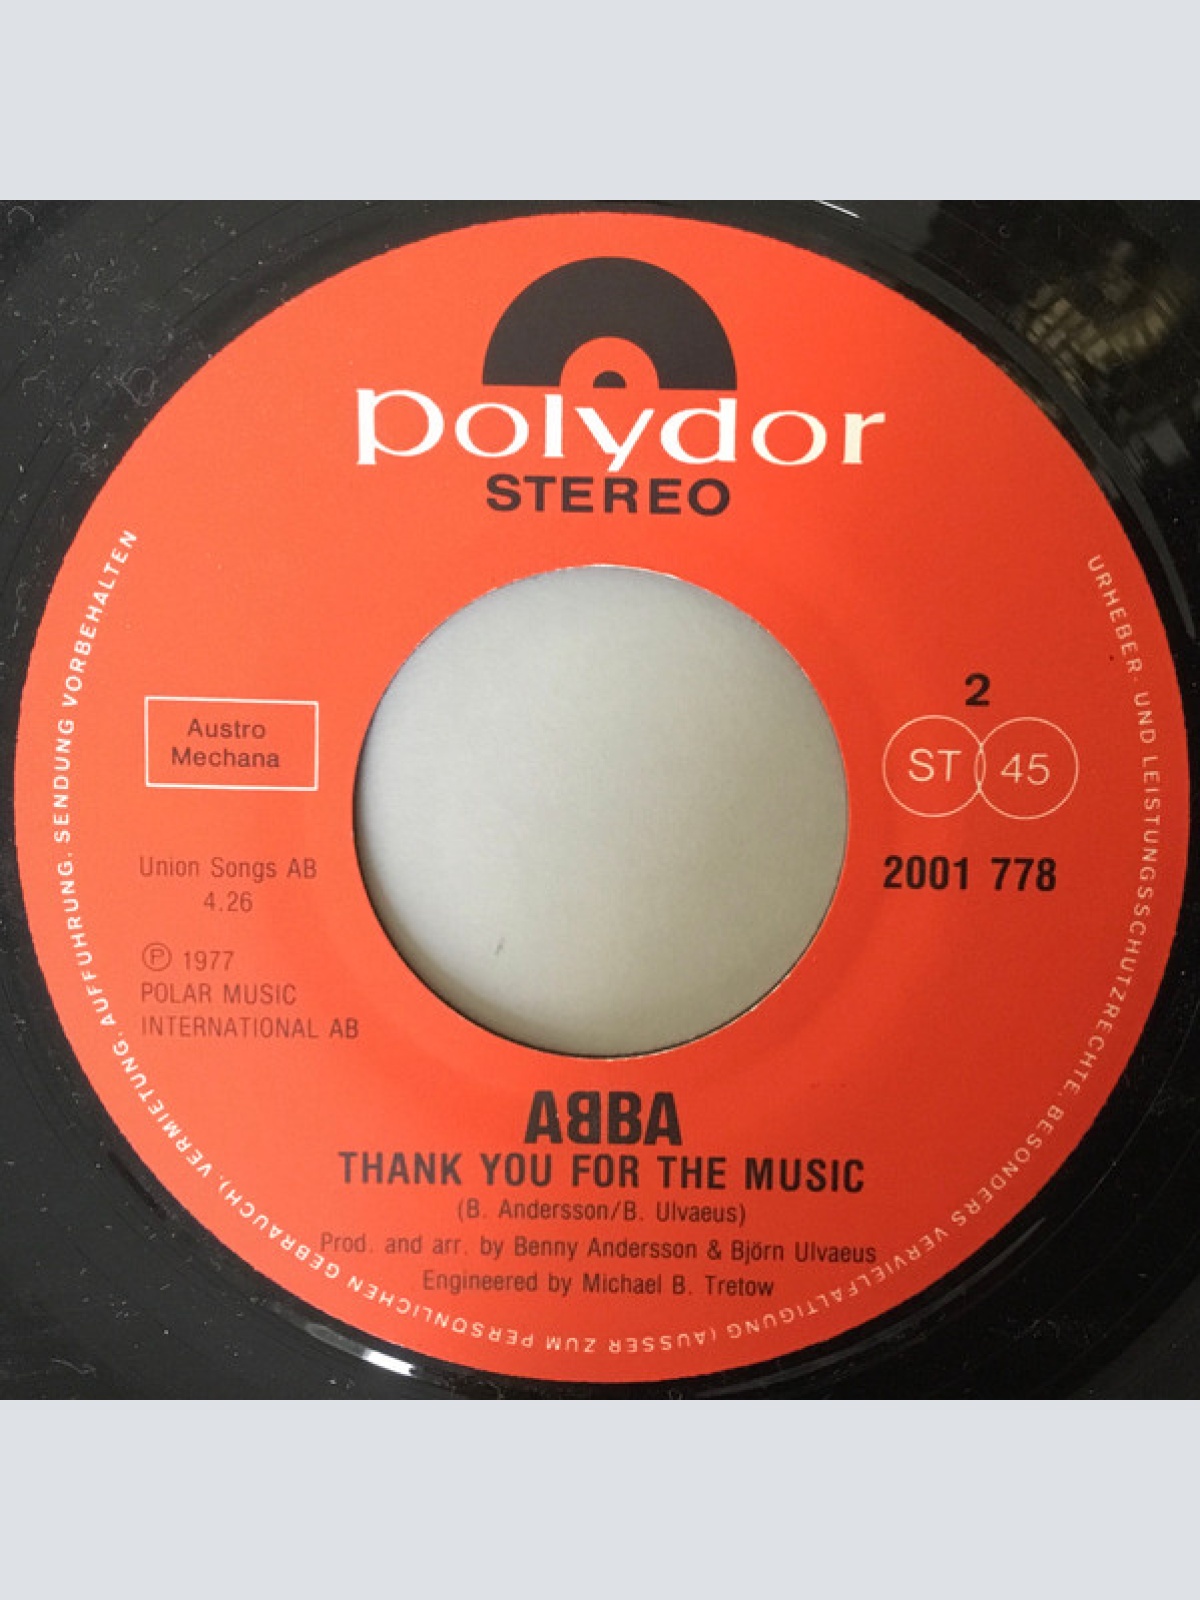 polydor
STEREO
Austro
Mechana
2
ST 45
2001 778
Union Songs AB
4.26
Ⓟ 1977
POLAR MUSIC
INTERNATIONAL AB
ABBA
THANK YOU FOR THE MUSIC
(B. Andersson/B. Ulvaeus)
Prod. and arr. by Benny Andersson & Björn Ulvaeus
Engineered by Michael B. Tretow
URHEBER- UND LEISTUNGSSCHUTZRECHTE, BESONDERS VERVIELFÄLTIGUNG (AUSSER ZUM PERSÖNLICHEN GEBRAUCH), VERMIETUNG, AUFFÜHRUNG, SENDUNG VORBEHALTEN